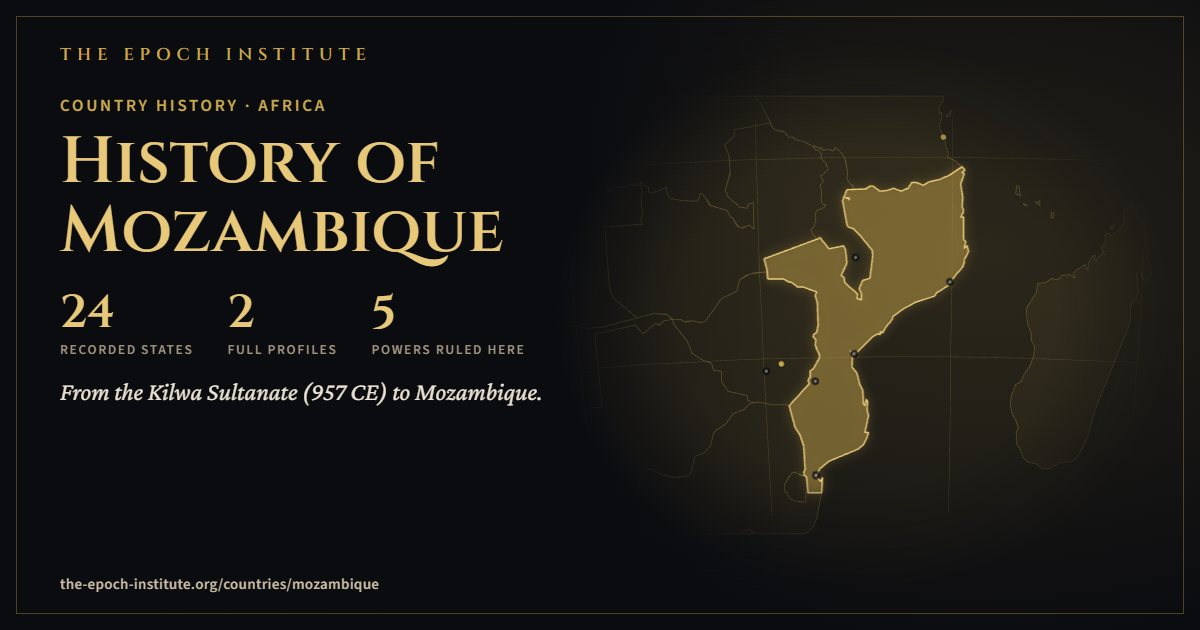 THE EPOCH INSTITUTE
COUNTRY HISTORY · AFRICA
History of
Mozambique
24
2
5
RECORDED STATES
FULL PROFILES
POWERS RULED HERE
From the Kilwa Sultanate (957 CE) to Mozambique.
the-epoch-institute.org/countries/mozambique